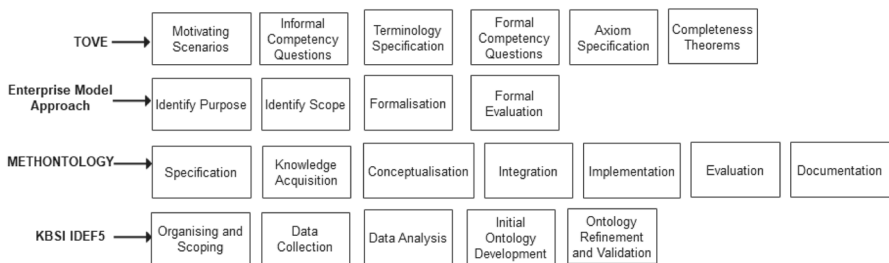 TOVE
Motivating
Scenarios
Informal
Competency
Questions
Terminology
Specification
Formal
Competency
Questions
Axiom
Specification
Completeness
Theorems
Enterprise Model
Approach
Identify Purpose
Identify Scope
Formalisation
Formal
Evaluation
METHONTOLOGY
Specification
Knowledge
Acquisition
Conceptualisation
Integration
Implementation
Evaluation
Documentation
KBSI IDEF5
Organising and
Scoping
Data
Collection
Data Analysis
Initial
Ontology
Development
Ontology
Refinement
and Validation